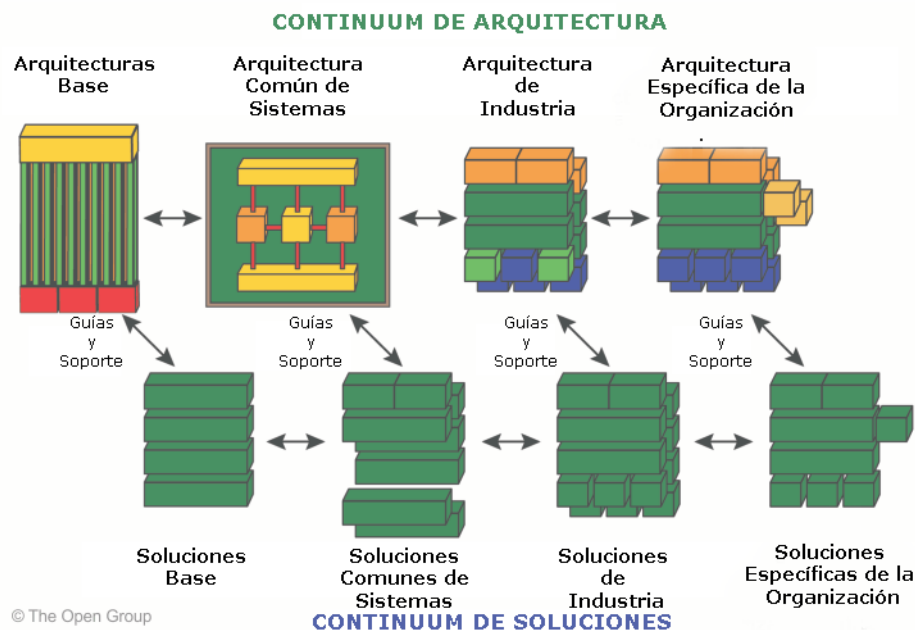 CONTINUUM DE ARQUITECTURA
Arquitecturas
Base
Arquitectura
Común de
Sistemas
Arquitectura
de
Industria
Arquitectura
Específica de la
Organización
Guías
y
Soporte
Guías
y
Soporte
Guías
y
Soporte
Guías
y
Soporte
Soluciones
Base
Soluciones
Comunes de
Sistemas
Soluciones
de
Industria
Soluciones
Específicas de la
Organización
© The Open Group
CONTINUUM DE SOLUCIONES